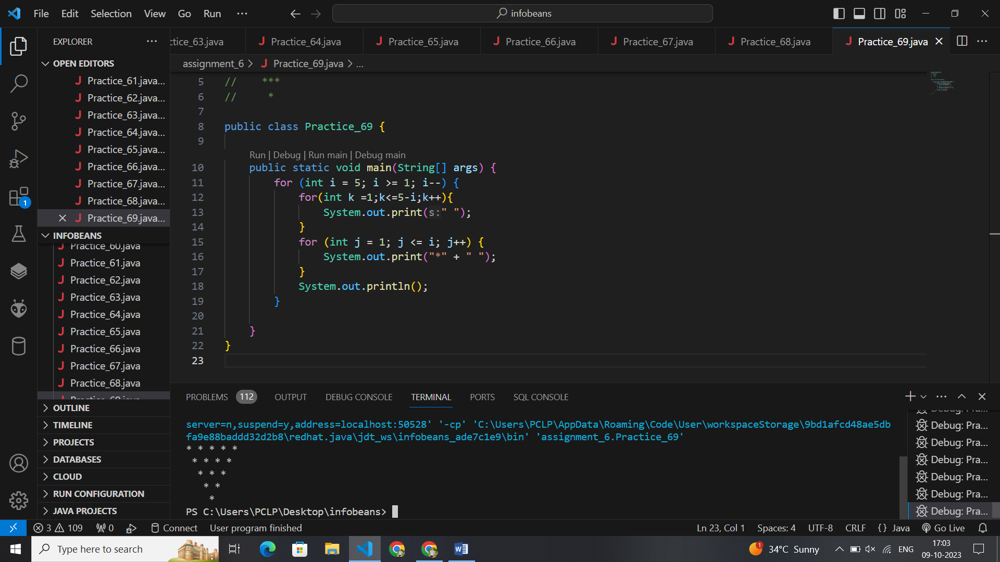 File Edit Selection View Go Run ···
infobeans
EXPLORER ···
OPEN EDITORS
Practice_61.java...
Practice_62.java...
Practice_63.java...
Practice_64.java...
Practice_65.java...
Practice_66.java...
Practice_67.java...
Practice_68.java...
Practice_69.java...
INFOBEANS
Practice_60.java
Practice_61.java
Practice_62.java
Practice_63.java
Practice_64.java
Practice_65.java
Practice_66.java
Practice_67.java
Practice_68.java
Practice_69.java
OUTLINE
TIMELINE
PROJECTS
DATABASES
CLOUD
RUN CONFIGURATION
JAVA PROJECTS
1
ctice_63.java Practice_64.java Practice_65.java Practice_66.java Practice_67.java Practice_68.java Practice_69.java
assignment_6 > Practice_69.java > ...
5 //    ***
6 //     *
7
8 public class Practice_69 {
9
Run | Debug | Run main | Debug main
10 public static void main(String[] args) {
11 for (int i = 5; i >= 1; i--) {
12 for(int k =1;k<=5-i;k++){
13 System.out.print(s:" ");
14 }
15 for (int j = 1; j <= i; j++) {
16 System.out.print("*" + " ");
17 }
18 System.out.println();
19 }
20
21 }
22 }
23
PROBLEMS 112 OUTPUT DEBUG CONSOLE TERMINAL PORTS SQL CONSOLE
server=n,suspend=y,address=localhost:50528' '-cp' 'C:\Users\PCLP\AppData\Roaming\Code\User\workspaceStorage\9bd1afcd48ae5db
fa9e88baddd32d2b8\redhat.java\jdt_ws\infobeans_ade7c1e9\bin' 'assignment_6.Practice_69'
* * * * *
 * * * *
  * * *
   * *
    *
PS C:\Users\PCLP\Desktop\infobeans>
Debug: Pra...
Debug: Pra...
Debug: Pra...
Debug: Pra...
Debug: Pra...
Debug: Pra...
3 109 0 Connect User program finished Ln 23, Col 1 Spaces: 4 UTF-8 CRLF {} Java Go Live
Type here to search 1 34°C Sunny ENG 17:03
09-10-2023